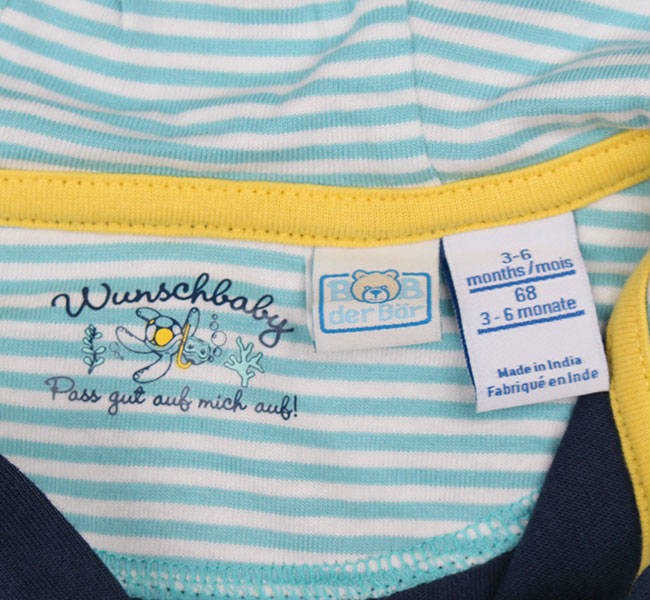 Wunschbaby
Pass gut auf mich auf!
BOB
der Bär
3-6
months/mois
68
3-6 monate
Made in India
Fabriqué en Inde